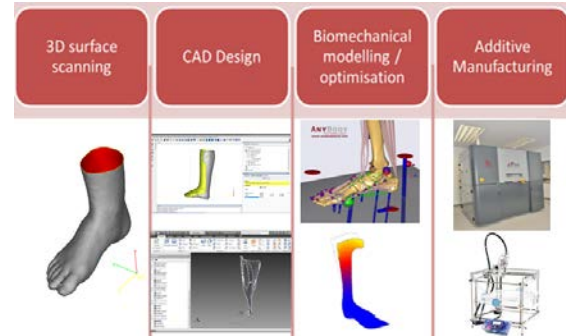 3D surface
scanning
CAD Design
Biomechanical
modelling /
optimisation
Additive
Manufacturing
ANYBODY